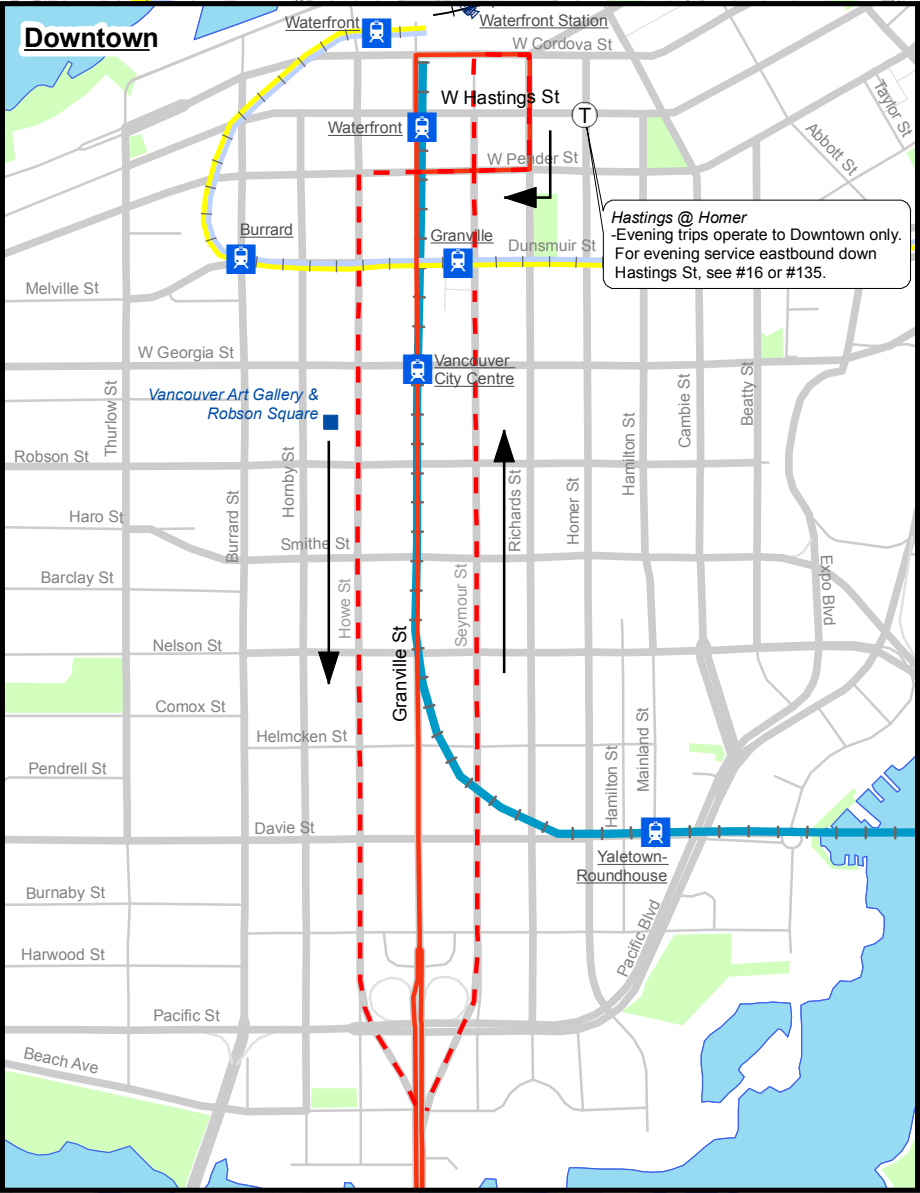 Downtown
Waterfront
Waterfront Station
W Cordova St
W Hastings St
T
Waterfront
W Pender St
Taylor St
Abbott St
Hastings @ Homer
-Evening trips operate to Downtown only.
For evening service eastbound down
Hastings St, see #16 or #135.
Burrard
Granville
Dunsmuir St
Melville St
W Georgia St
Vancouver
City Centre
Vancouver Art Gallery &
Robson Square
Thurlow St
Cambie St
Beatty St
Hamilton St
Robson St
Hornby St
Burrard St
Richards St
Homer St
Haro St
Smithe St
Barclay St
Howe St
Seymour St
Expo Blvd
Nelson St
Granville St
Comox St
Helmcken St
Mainland St
Hamilton St
Pendrell St
Davie St
Yaletown-
Roundhouse
Burnaby St
Pacific Blvd
Harwood St
Pacific St
Beach Ave